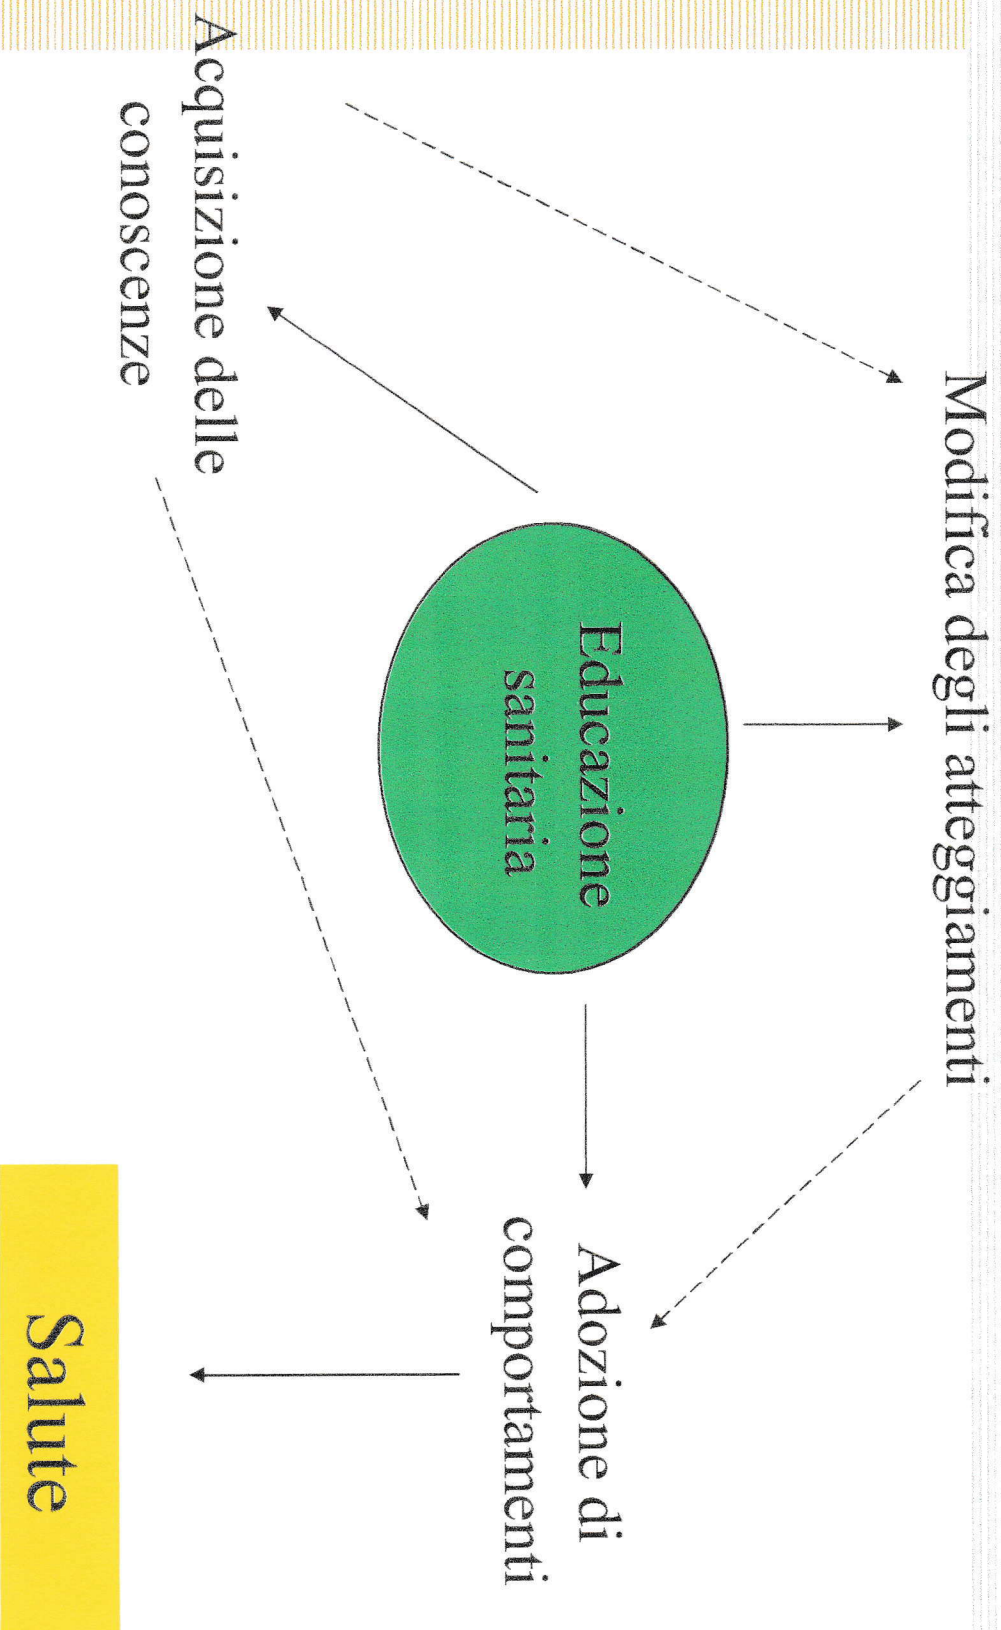 Modifica degli atteggiamenti
Educazione
sanitaria
Adozione di
comportamenti
Acquisizione delle
conoscenze
Salute